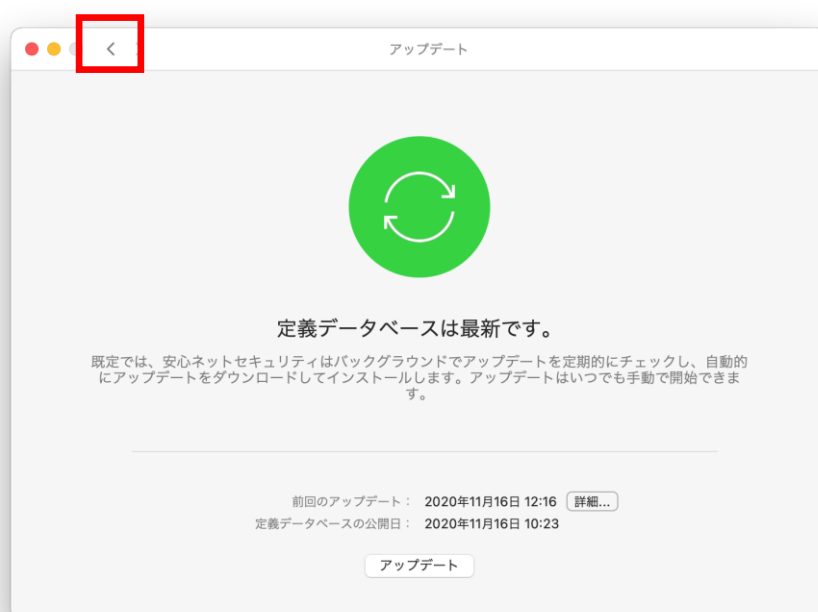 アップデート
定義データベースは最新です。
既定では、安心ネットセキュリティはバックグラウンドでアップデートを定期的にチェックし、自動的
にアップデートをダウンロードしてインストールします。アップデートはいつでも手動で開始できま
す。
前回のアップデート： 2020年11月16日 12:16 詳細...
定義データベースの公開日： 2020年11月16日 10:23
アップデート